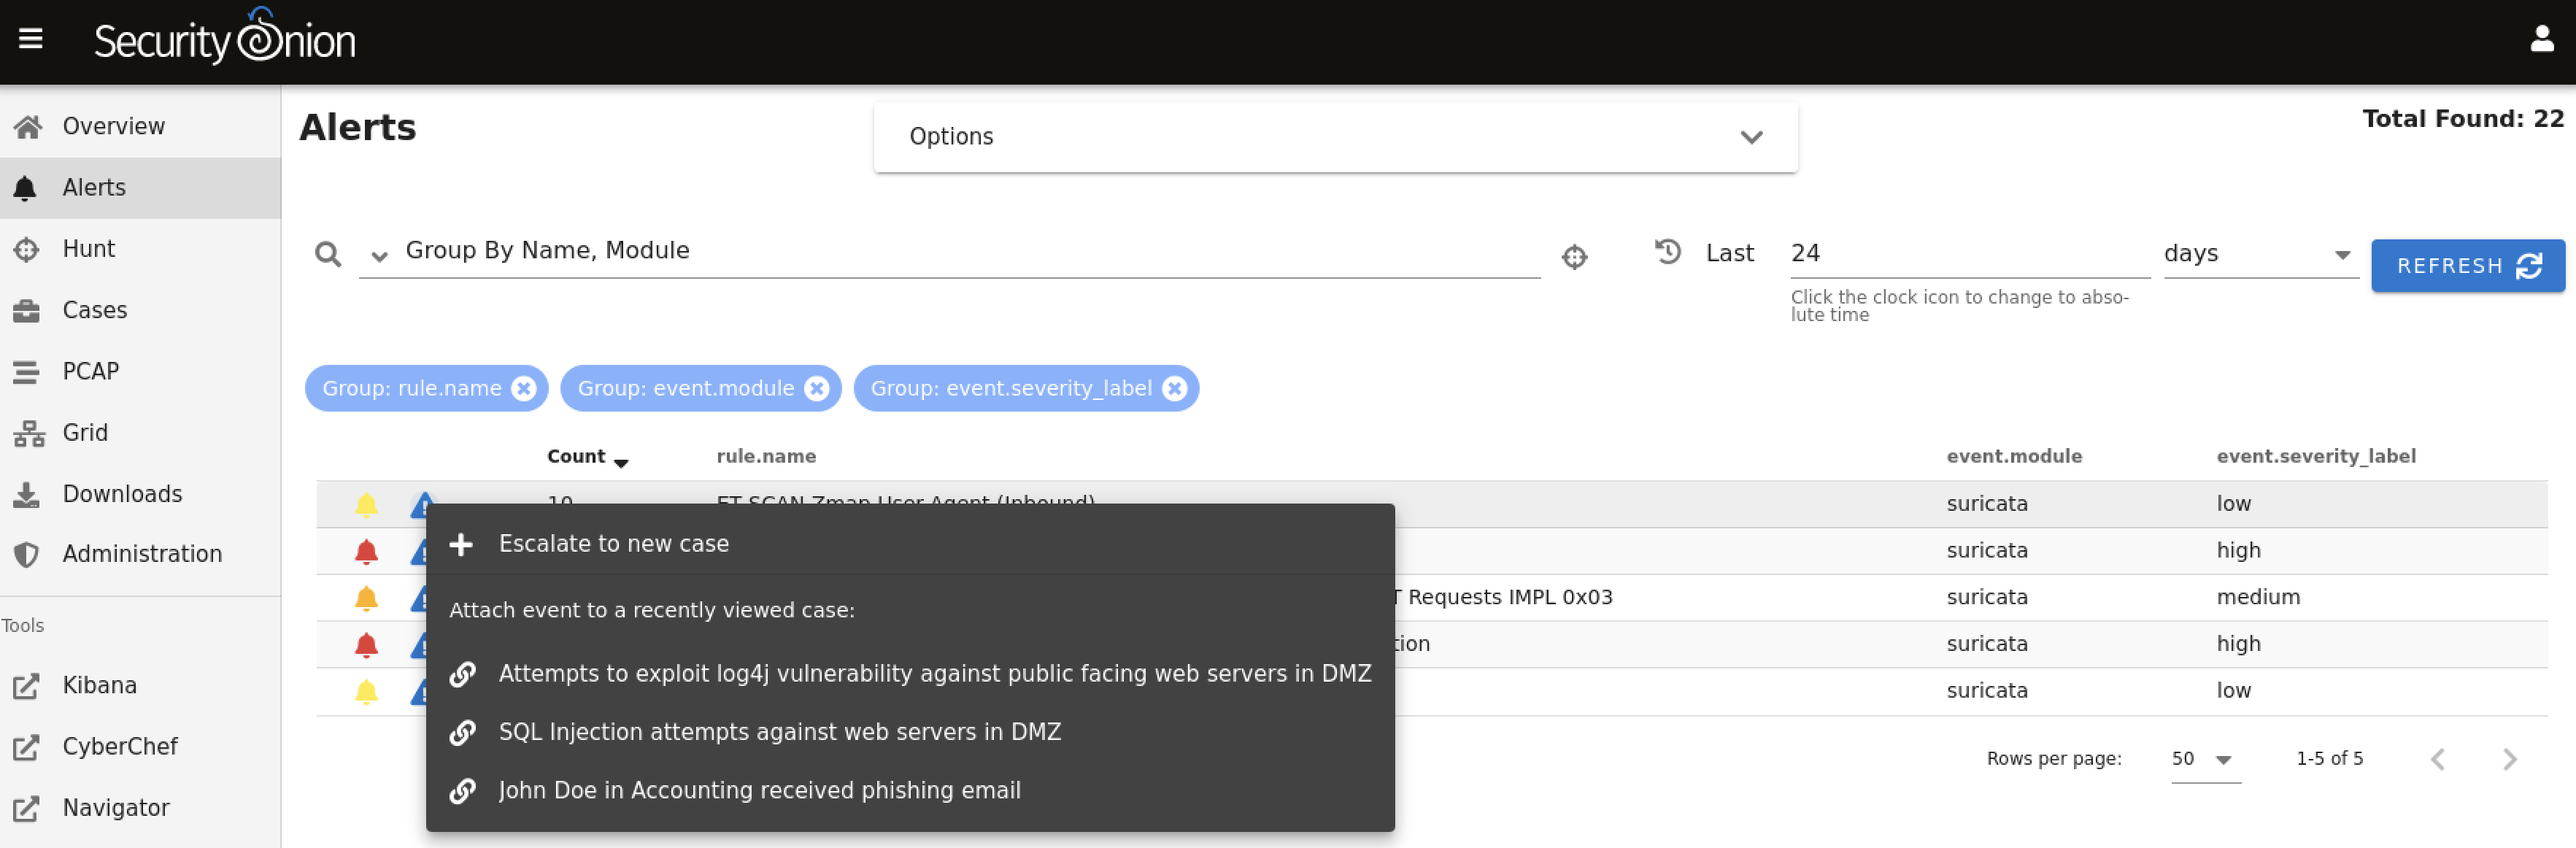 Security Onion
Overview
Alerts
Hunt
Cases
PCAP
Grid
Downloads
Administration
Tools
Kibana
CyberChef
Navigator
Alerts
Options
Total Found: 22
Group By Name, Module
Last 24 days REFRESH
Click the clock icon to change to abso-
lute time
Group: rule.name Group: event.module Group: event.severity_label
Count rule.name event.module event.severity_label
10 ET SCAN Zmap User Agent (Inbound) suricata low
suricata high
T Requests IMPL 0x03 suricata medium
tion suricata high
suricata low
Escalate to new case
Attach event to a recently viewed case:
Attempts to exploit log4j vulnerability against public facing web servers in DMZ
SQL Injection attempts against web servers in DMZ
John Doe in Accounting received phishing email
Rows per page: 50 1-5 of 5